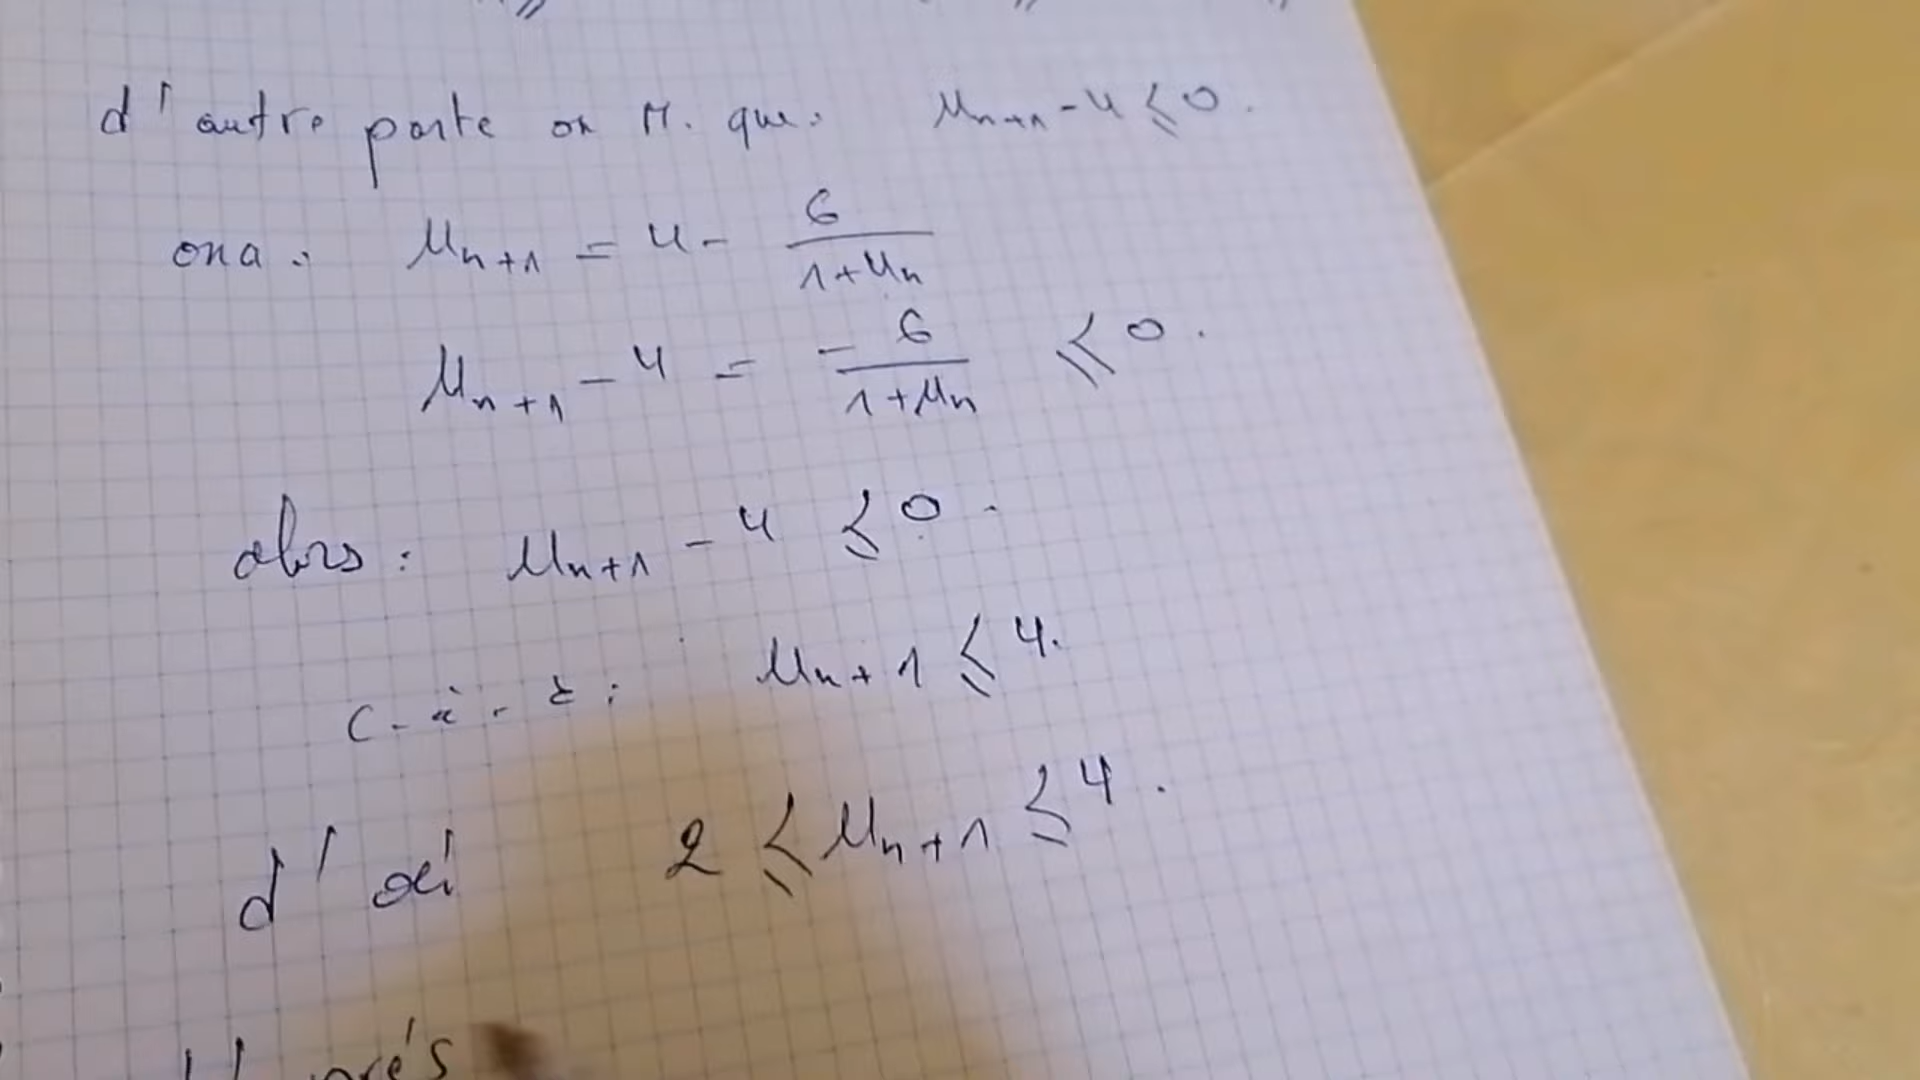 d'autre parte on M. que. Un+1 - 4 ⩽ 0.
ona : Un+1 = 4 - 6/(1+Un)
Un+1 - 4 = -6/(1+Un) ⩽ 0.
alors : Un+1 - 4 ⩽ 0.
c-à-d : Un+1 ⩽ 4.
d'où 2 ⩽ Un+1 ⩽ 4.